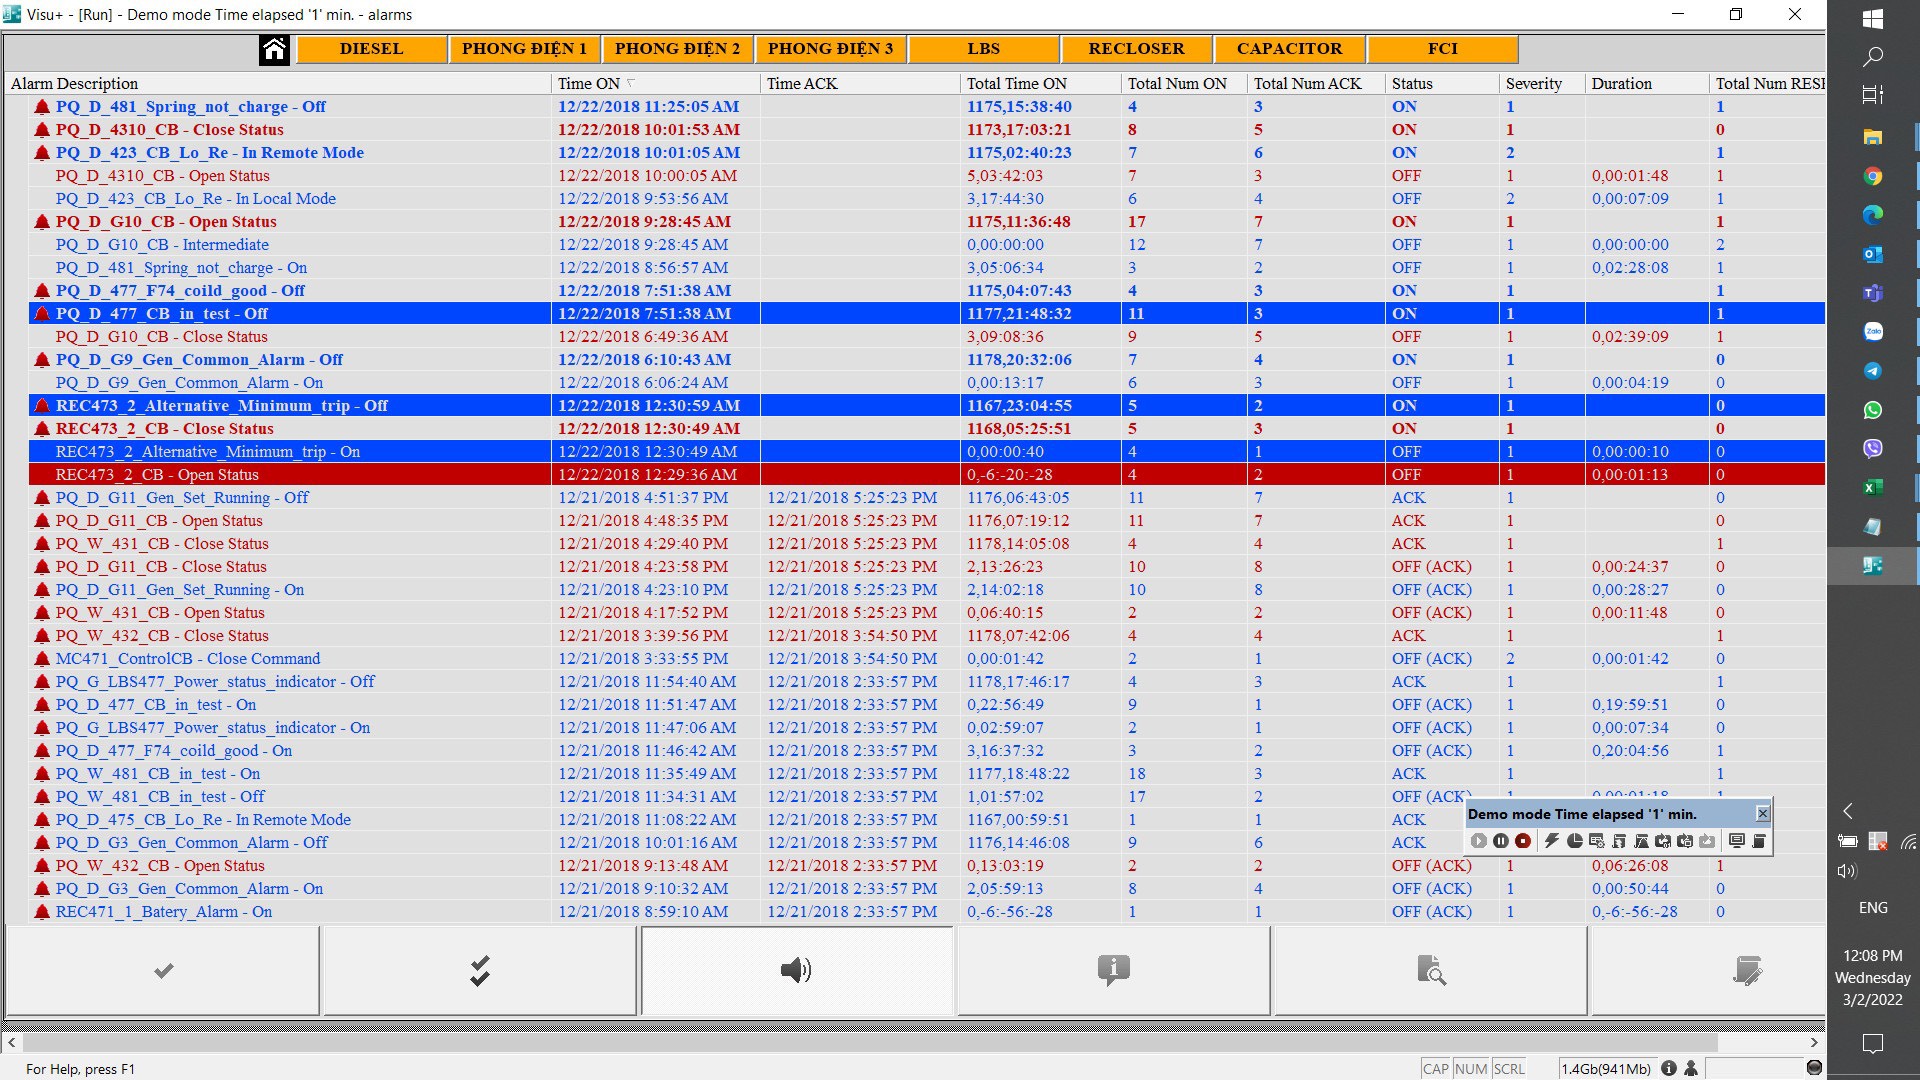 Visu+ - [Run] - Demo mode Time elapsed '1' min. - alarms
DIESEL PHONG ĐIỆN 1 PHONG ĐIỆN 2 PHONG ĐIỆN 3 LBS RECLOSER CAPACITOR FCI
Alarm Description Time ON Time ACK Total Time ON Total Num ON Total Num ACK Status Severity Duration Total Num RESE
PQ_D_481_Spring_not_charge - Off 12/22/2018 11:25:05 AM 1175,15:38:40 4 3 ON 1 1
PQ_D_4310_CB - Close Status 12/22/2018 10:01:53 AM 1173,17:03:21 8 5 ON 1 0
PQ_D_423_CB_Lo_Re - In Remote Mode 12/22/2018 10:01:05 AM 1175,02:40:23 7 6 ON 2 1
PQ_D_4310_CB - Open Status 12/22/2018 10:00:05 AM 5,03:42:03 7 3 OFF 1 0,00:01:48 1
PQ_D_423_CB_Lo_Re - In Local Mode 12/22/2018 9:53:56 AM 3,17:44:30 6 4 OFF 2 0,00:07:09 1
PQ_D_G10_CB - Open Status 12/22/2018 9:28:45 AM 1175,11:36:48 17 7 ON 1 1
PQ_D_G10_CB - Intermediate 12/22/2018 9:28:45 AM 0,00:00:00 12 7 OFF 1 0,00:00:00 2
PQ_D_481_Spring_not_charge - On 12/22/2018 8:56:57 AM 3,05:06:34 3 2 OFF 1 0,02:28:08 1
PQ_D_477_F74_coild_good - Off 12/22/2018 7:51:38 AM 1175,04:07:43 4 3 ON 1 1
PQ_D_477_CB_in_test - Off 12/22/2018 7:51:38 AM 1177,21:48:32 11 3 ON 1 1
PQ_D_G10_CB - Close Status 12/22/2018 6:49:36 AM 3,09:08:36 9 5 OFF 1 0,02:39:09 1
PQ_D_G9_Gen_Common_Alarm - Off 12/22/2018 6:10:43 AM 1178,20:32:06 7 4 ON 1 0
PQ_D_G9_Gen_Common_Alarm - On 12/22/2018 6:06:24 AM 0,00:13:17 6 3 OFF 1 0,00:04:19 0
REC473_2_Alternative_Minimum_trip - Off 12/22/2018 12:30:59 AM 1167,23:04:55 5 2 ON 1 0
REC473_2_CB - Close Status 12/22/2018 12:30:49 AM 1168,05:25:51 5 3 ON 1 0
REC473_2_Alternative_Minimum_trip - On 12/22/2018 12:30:49 AM 0,00:00:40 4 1 OFF 1 0,00:00:10 0
REC473_2_CB - Open Status 12/22/2018 12:29:36 AM 0,-6:-20:-28 4 2 OFF 1 0,00:01:13 0
PQ_D_G11_Gen_Set_Running - Off 12/21/2018 4:51:37 PM 12/21/2018 5:25:23 PM 1176,06:43:05 11 7 ACK 1 0
PQ_D_G11_CB - Open Status 12/21/2018 4:48:35 PM 12/21/2018 5:25:23 PM 1176,07:19:12 11 7 ACK 1 0
PQ_W_431_CB - Close Status 12/21/2018 4:29:40 PM 12/21/2018 5:25:23 PM 1178,14:05:08 4 4 ACK 1 1
PQ_D_G11_CB - Close Status 12/21/2018 4:23:58 PM 12/21/2018 5:25:23 PM 2,13:26:23 10 8 OFF (ACK) 1 0,00:24:37 0
PQ_D_G11_Gen_Set_Running - On 12/21/2018 4:23:10 PM 12/21/2018 5:25:23 PM 2,14:02:18 10 8 OFF (ACK) 1 0,00:28:27 0
PQ_W_431_CB - Open Status 12/21/2018 4:17:52 PM 12/21/2018 5:25:23 PM 0,06:40:15 2 2 OFF (ACK) 1 0,00:11:48 0
PQ_W_432_CB - Close Status 12/21/2018 3:39:56 PM 12/21/2018 3:54:50 PM 1178,07:42:06 4 4 ACK 1 1
MC471_ControlCB - Close Command 12/21/2018 3:33:55 PM 12/21/2018 3:54:50 PM 0,00:01:42 2 1 OFF (ACK) 2 0,00:01:42 0
PQ_G_LBS477_Power_status_indicator - Off 12/21/2018 11:54:40 AM 12/21/2018 2:33:57 PM 1178,17:46:17 4 3 ACK 1 1
PQ_D_477_CB_in_test - On 12/21/2018 11:51:47 AM 12/21/2018 2:33:57 PM 0,22:56:49 9 1 OFF (ACK) 1 0,19:59:51 0
PQ_G_LBS477_Power_status_indicator - On 12/21/2018 11:47:06 AM 12/21/2018 2:33:57 PM 0,02:59:07 2 1 OFF (ACK) 1 0,00:07:34 0
PQ_D_477_F74_coild_good - On 12/21/2018 11:46:42 AM 12/21/2018 2:33:57 PM 3,16:37:32 3 2 OFF (ACK) 1 0,20:04:56 1
PQ_W_481_CB_in_test - On 12/21/2018 11:35:49 AM 12/21/2018 2:33:57 PM 1177,18:48:22 18 3 ACK 1 1
PQ_W_481_CB_in_test - Off 12/21/2018 11:34:31 AM 12/21/2018 2:33:57 PM 1,01:57:02 17 2 OFF (ACK)
PQ_D_475_CB_Lo_Re - In Remote Mode 12/21/2018 11:08:22 AM 12/21/2018 2:33:57 PM 1167,00:59:51 1 1 ACK
Demo mode Time elapsed '1' min.
PQ_D_G3_Gen_Common_Alarm - Off 12/21/2018 10:01:16 AM 12/21/2018 2:33:57 PM 1176,14:46:08 9 6 ACK
PQ_W_432_CB - Open Status 12/21/2018 9:13:48 AM 12/21/2018 2:33:57 PM 0,13:03:19 2 2 OFF (ACK) 1 0,06:26:08 1
PQ_D_G3_Gen_Common_Alarm - On 12/21/2018 9:10:32 AM 12/21/2018 2:33:57 PM 2,05:59:13 8 4 OFF (ACK) 1 0,00:50:44 0
REC471_1_Batery_Alarm - On 12/21/2018 8:59:10 AM 12/21/2018 2:33:57 PM 0,-6:-56:-28 1 1 OFF (ACK) 1 0,-6:-56:-28 0
For Help, press F1
CAP NUM SCRL 1.4Gb(941Mb)
Zalo
ENG
12:08 PM
Wednesday
3/2/2022